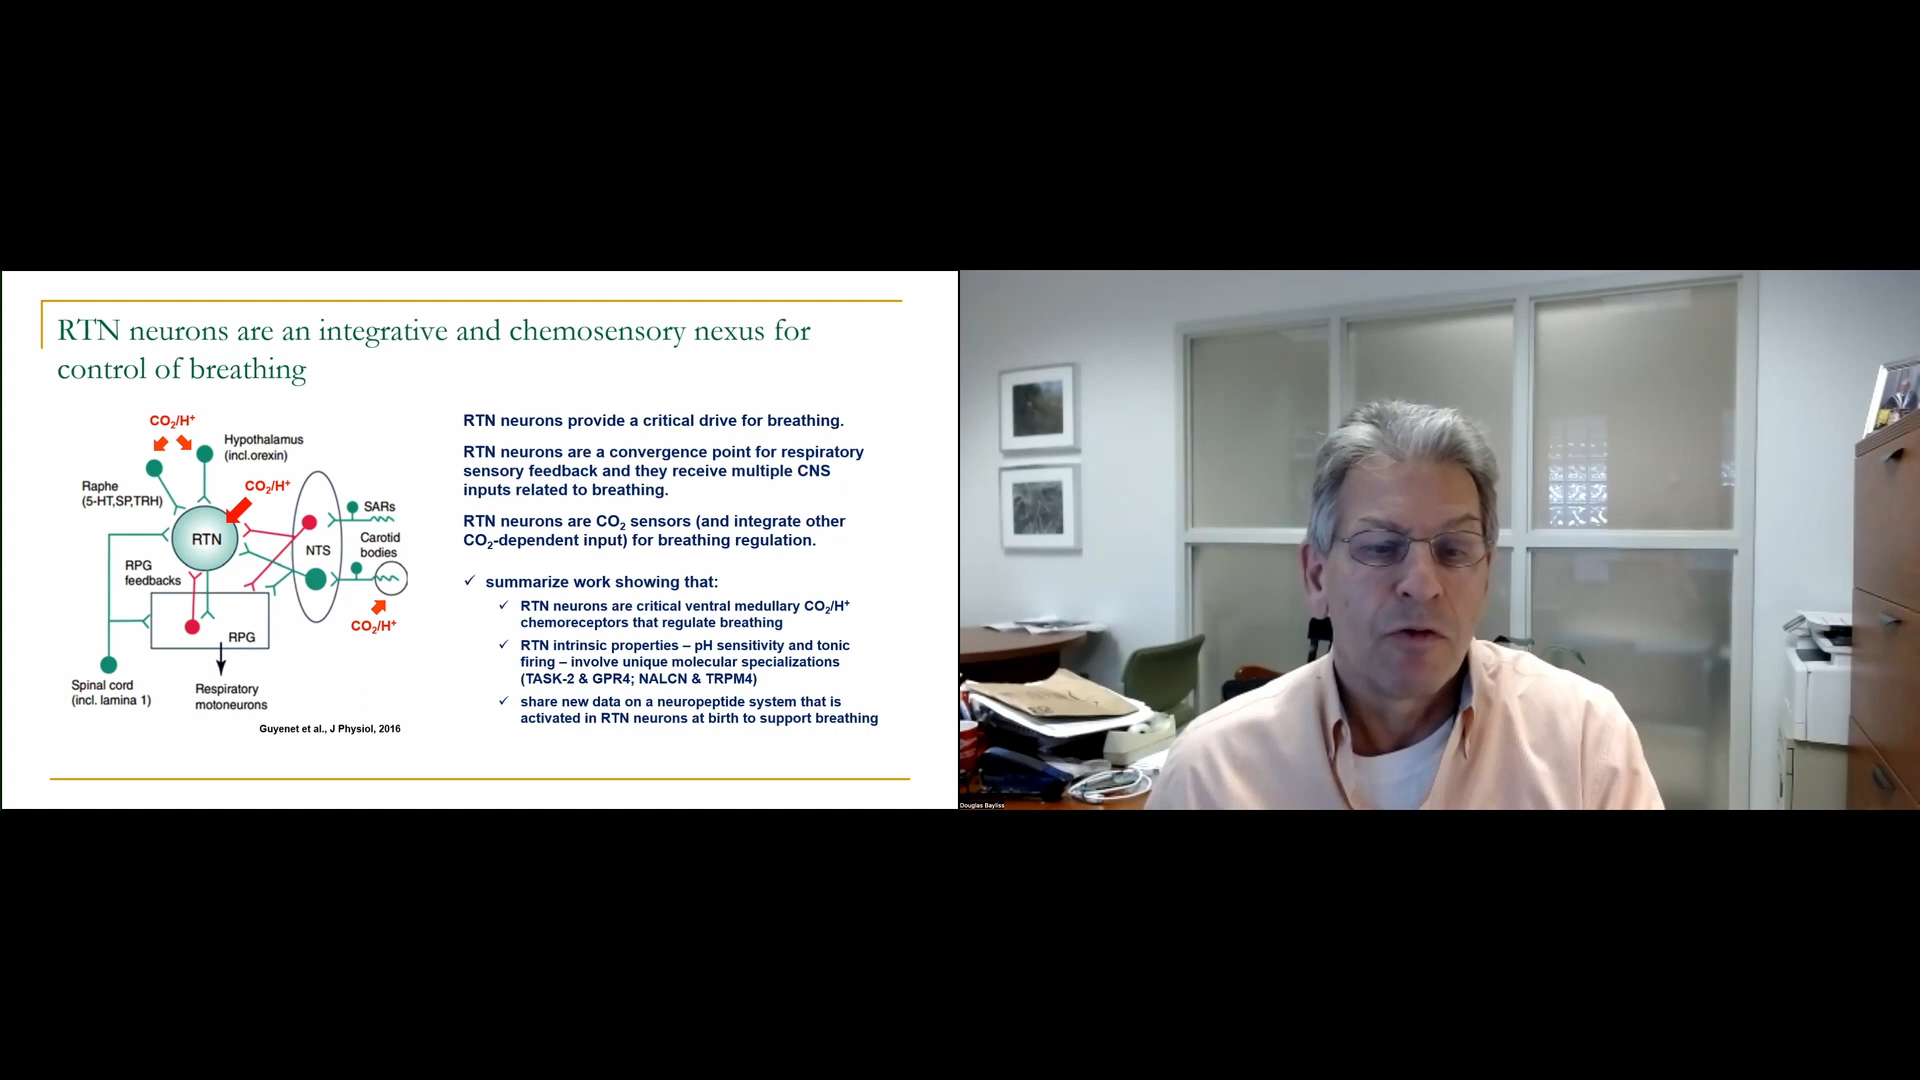 RTN neurons are an integrative and chemosensory nexus for
control of breathing
CO2/H+
Hypothalamus
(incl.orexin)
Raphe
(5-HT,SP,TRH)
CO2/H+
SARs
RTN
NTS
Carotid
bodies
RPG
feedbacks
CO2/H+
RPG
Spinal cord
(incl. lamina 1)
Respiratory
motoneurons
Guyenet et al., J Physiol, 2016
RTN neurons provide a critical drive for breathing.
RTN neurons are a convergence point for respiratory
sensory feedback and they receive multiple CNS
inputs related to breathing.
RTN neurons are CO2 sensors (and integrate other
CO2-dependent input) for breathing regulation.
✓ summarize work showing that:
✓ RTN neurons are critical ventral medullary CO2/H+
chemoreceptors that regulate breathing
✓ RTN intrinsic properties – pH sensitivity and tonic
firing – involve unique molecular specializations
(TASK-2 & GPR4; NALCN & TRPM4)
✓ share new data on a neuropeptide system that is
activated in RTN neurons at birth to support breathing
Douglas Bayliss